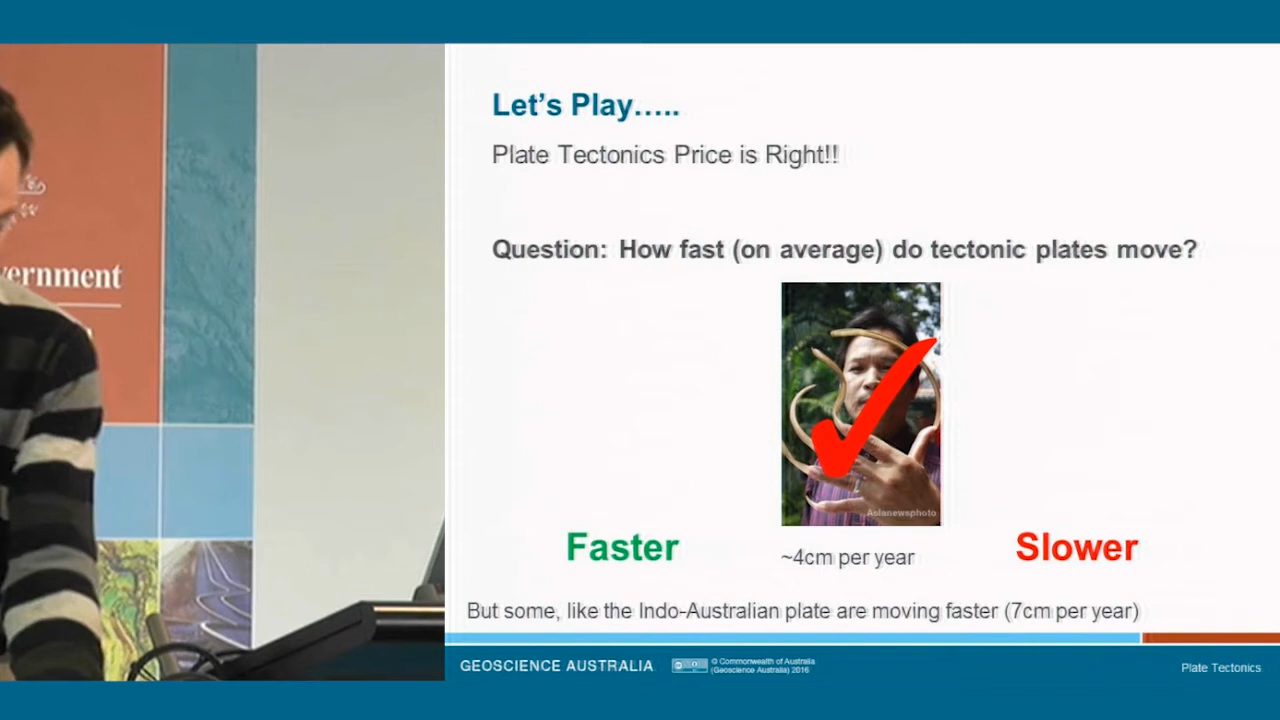 Let's Play.....
Plate Tectonics Price is Right!!
Question: How fast (on average) do tectonic plates move?
Asianewsphoto
Faster
~4cm per year
Slower
But some, like the Indo-Australian plate are moving faster (7cm per year)
GEOSCIENCE AUSTRALIA
© Commonwealth of Australia
(Geoscience Australia) 2016
Plate Tectonics